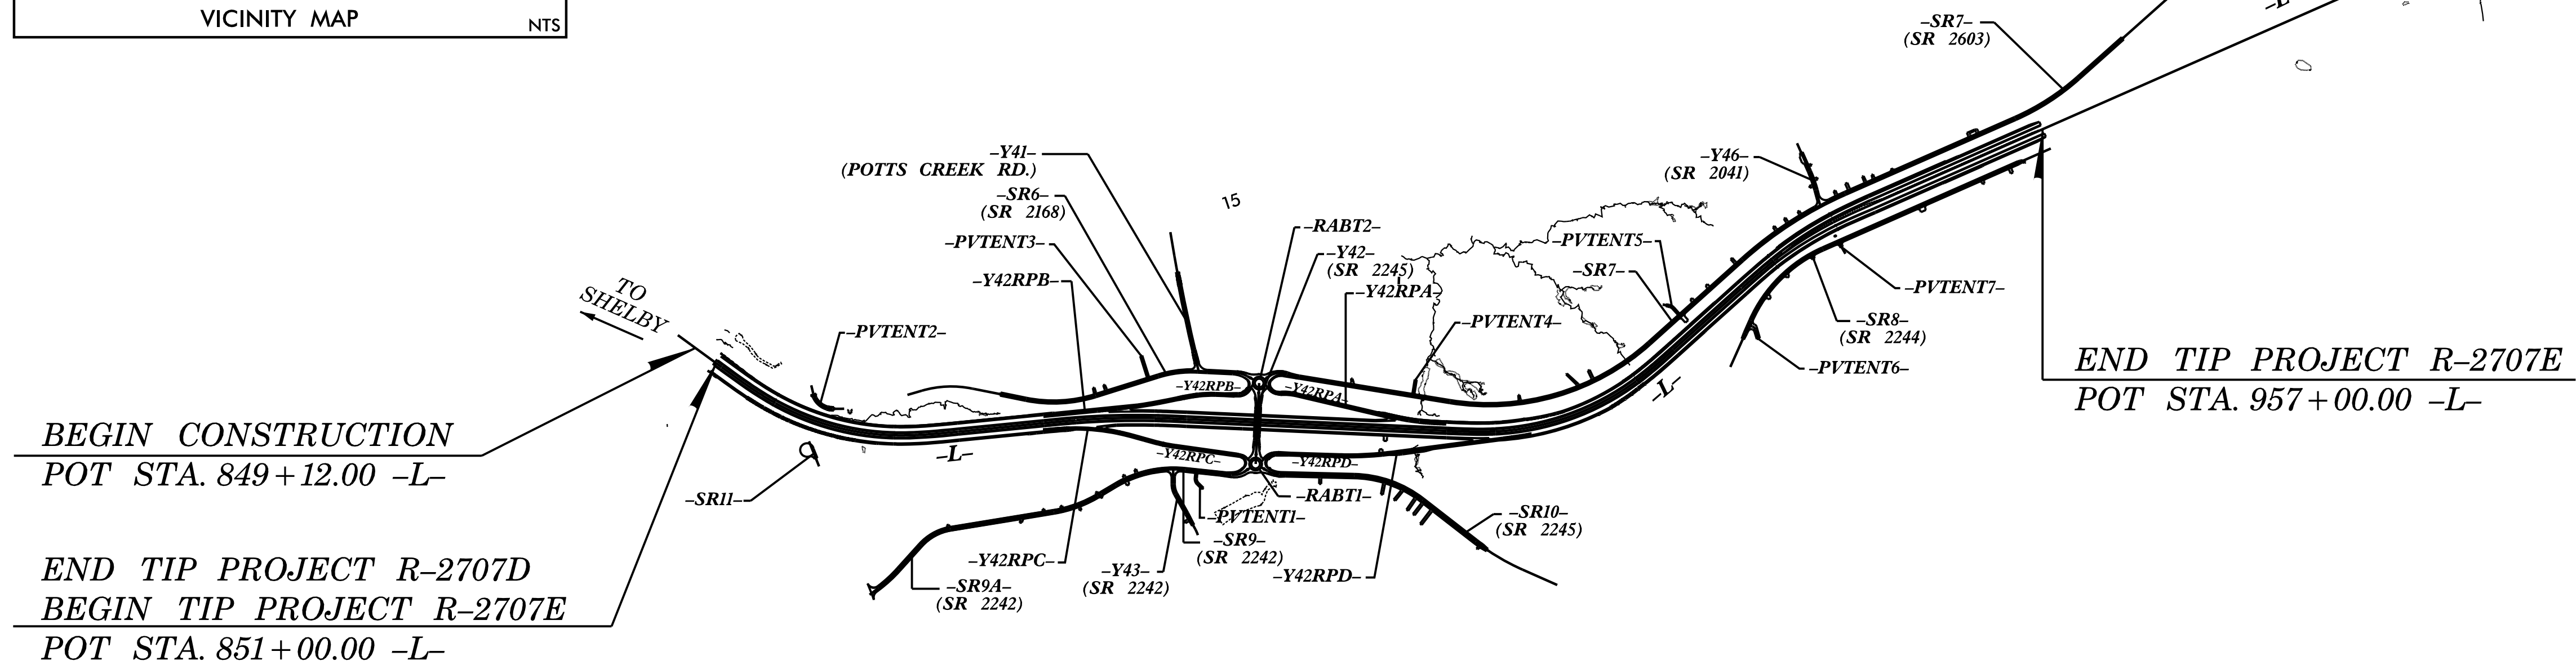 VICINITY MAP
NTS
–SR7–
(SR 2603)
–L–
–Y41–
(POTTS CREEK RD.)
–SR6–
(SR 2168)
–PVTENT3–
–Y42RPB–
15
–RABT2–
–Y42–
(SR 2245)
–Y42RPA–
–PVTENT4–
–PVTENT5–
–SR7–
–Y46–
(SR 2041)
–PVTENT7–
–SR8–
(SR 2244)
–PVTENT6–
TO
SHELBY
–PVTENT2–
–Y42RPB–
–Y42RPA–
–L–
–L–
–Y42RPC–
–Y42RPD–
–SR11–
–RABT1–
–PVTENT1–
–SR9–
(SR 2242)
–SR10–
(SR 2245)
–Y42RPC–
–Y43–
(SR 2242)
–Y42RPD–
–SR9A–
(SR 2242)
BEGIN CONSTRUCTION
POT STA. 849+12.00 –L–
END TIP PROJECT R–2707D
BEGIN TIP PROJECT R–2707E
POT STA. 851+00.00 –L–
END TIP PROJECT R–2707E
POT STA. 957+00.00 –L–